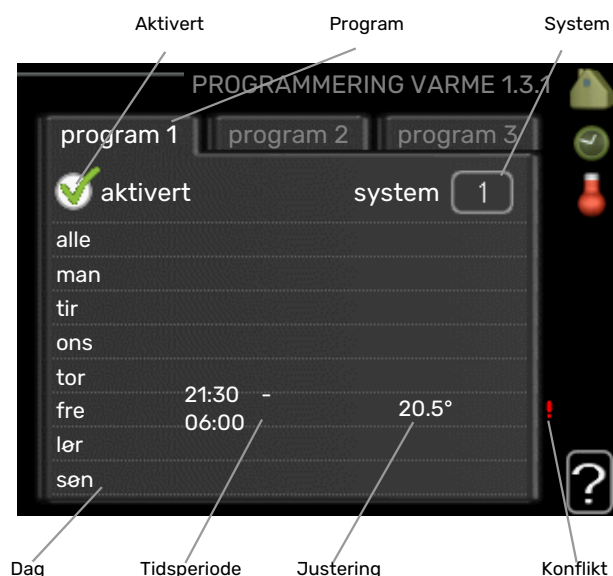 Aktivert Program System
PROGRAMMERING VARME 1.3.1
program 1 program 2 program 3
aktivert system 1
alle
man
tir
ons
tor
21:30 -
fre 20.5° !
06:00
lør
søn
?
Dag Tidsperiode Justering Konflikt